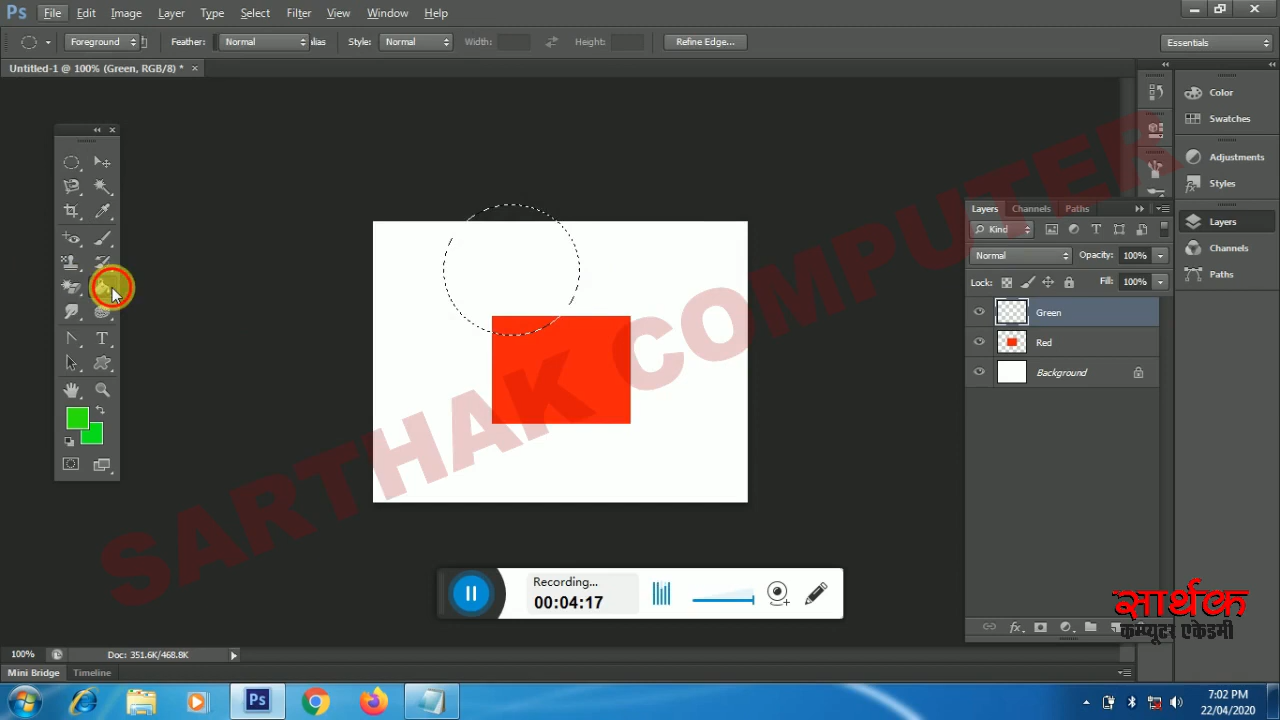 Ps File Edit Image Layer Type Select Filter View Window Help
Foreground Feather: Normal alias Style: Normal Width: Height: Refine Edge... Essentials
Untitled-1 @ 100% (Green, RGB/8) * ×
Color
Swatches
Adjustments
Styles
Layers
Channels
Paths
Layers Channels Paths
Kind
Normal Opacity: 100%
Lock: Fill: 100%
Green
Red
Background
SARTHAK COMPUTER
Recording...
00:04:17
सार्थक
कम्प्यूटर एकेडमी
100% Doc: 351.6K/468.8K
Mini Bridge Timeline
Ps
7:02 PM
22/04/2020